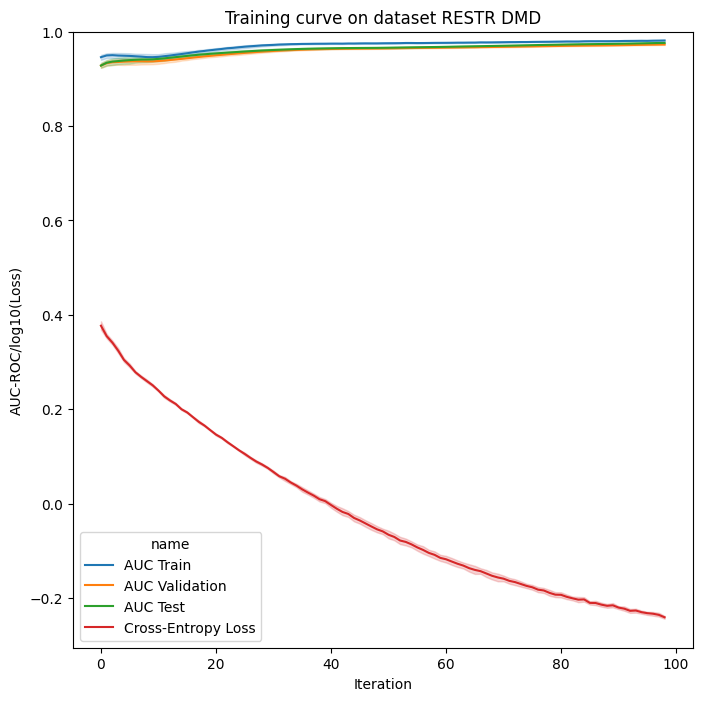 Training curve on dataset RESTR DMD
AUC-ROC/log10(Loss)
1.0
0.8
0.6
0.4
0.2
0.0
−0.2
name
AUC Train
AUC Validation
AUC Test
Cross-Entropy Loss
0
20
40
60
80
100
Iteration